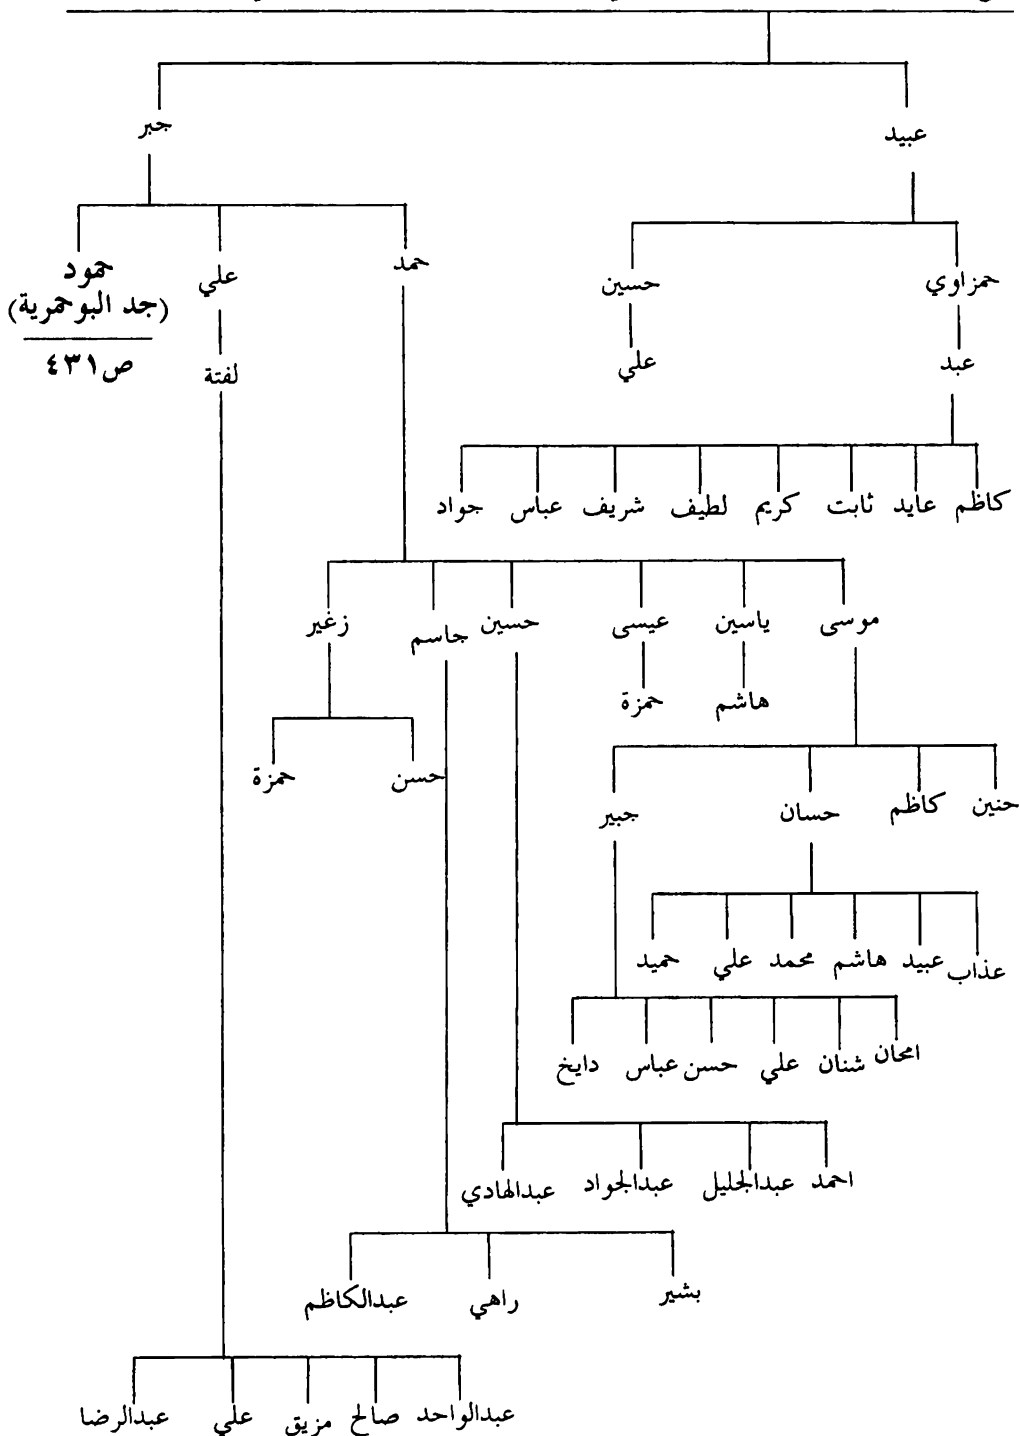 عبيد
جبر
حمزاوي
حسين
حمد
علي
حمود
(جد البوحمرية)
ص٤٣١
عبد
علي
لفتة
كاظم عايد ثابت كريم لطيف شريف عباس جواد
موسى ياسين عيسى حسين جاسم زغير
هاشم حمزة
حسن حمزة
حنين كاظم حسان جبير
عذاب عبيد هاشم محمد علي حميد
امحان شنان علي حسن عباس دايخ
احمد عبدالجليل عبدالجواد عبدالهادي
بشير راهي عبدالكاظم
عبدالواحد صالح مزيق علي عبدالرضا